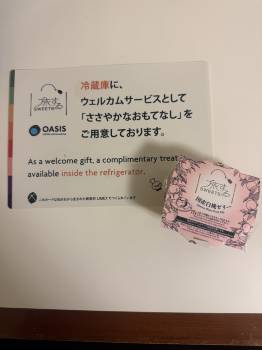 旅する
SWEETS
OASIS
冷蔵庫に、
ウェルカムサービスとして
「ささやかなおもてなし」を
ご用意しております。
As a welcome gift, a complimentary treat
available inside the refrigerator.
旅する
SWEETS
国産白桃ゼリー